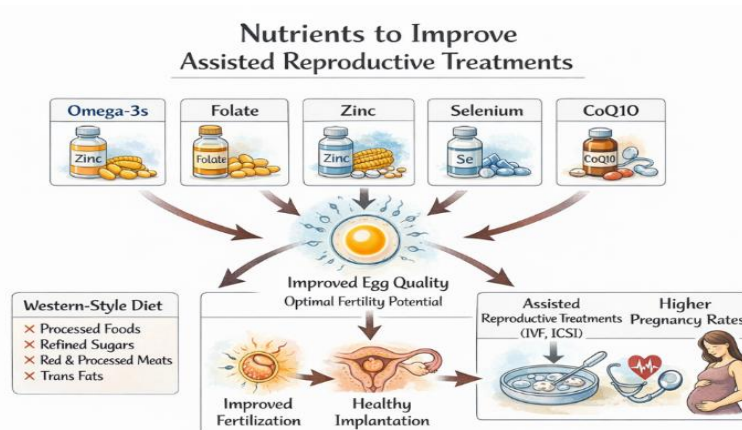 Nutrients to Improve
Assisted Reproductive Treatments
Omega-3s
Folate
Zinc
Selenium
CoQ10
Zinc
Folate
Zinc
Se
CoQ10
Improved Egg Quality
Optimal Fertility Potential
Western-Style Diet
✗ Processed Foods
✗ Refined Sugars
✗ Red & Processed Meats
✗ Trans Fats
Improved
Fertilization
Healthy
Implantation
Assisted
Reproductive Treatments
(IVF, ICSI)
Higher
Pregnancy Rates